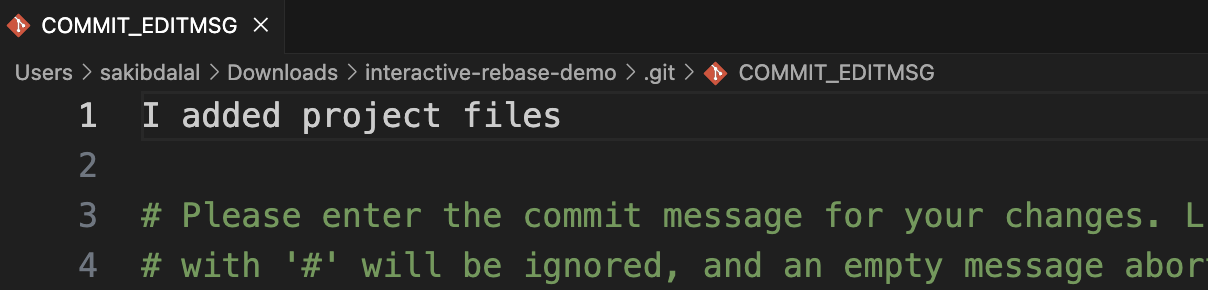 COMMIT_EDITMSG ×
Users > sakibdalal > Downloads > interactive-rebase-demo > .git > COMMIT_EDITMSG
1 I added project files
2
3 # Please enter the commit message for your changes. L
4 # with '#' will be ignored, and an empty message abor